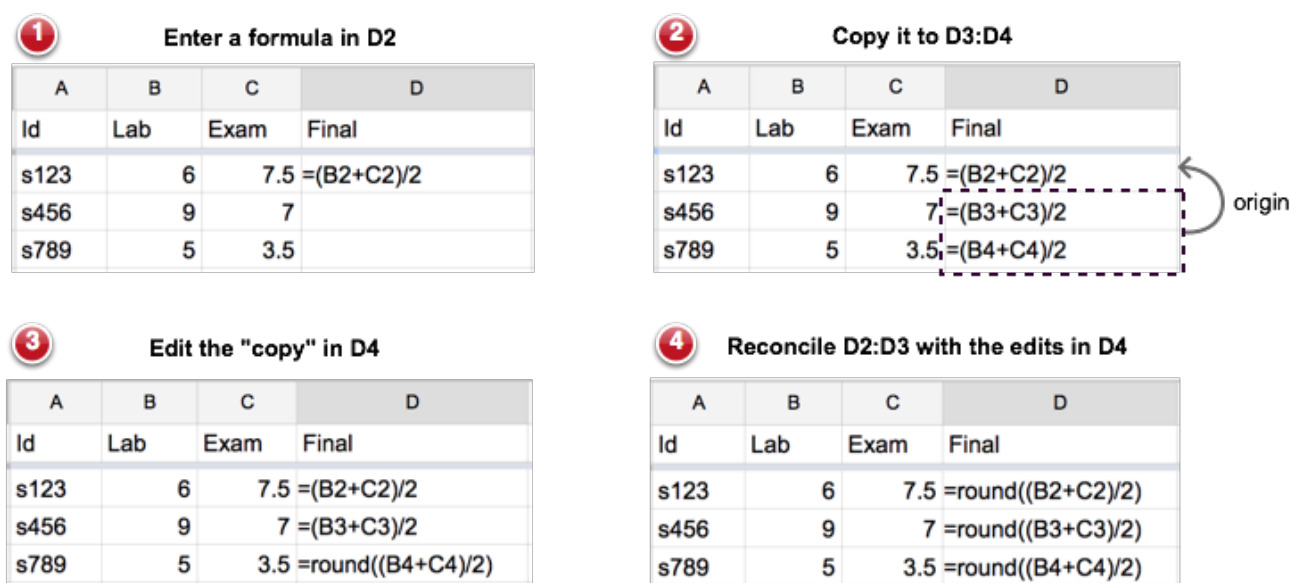 1 Enter a formula in D2
A B C D
Id Lab Exam Final
s123 6 7.5 =(B2+C2)/2
s456 9 7
s789 5 3.5
2 Copy it to D3:D4
A B C D
Id Lab Exam Final
s123 6 7.5 =(B2+C2)/2
s456 9 7 =(B3+C3)/2
s789 5 3.5 =(B4+C4)/2
origin
3 Edit the "copy" in D4
A B C D
Id Lab Exam Final
s123 6 7.5 =(B2+C2)/2
s456 9 7 =(B3+C3)/2
s789 5 3.5 =round((B4+C4)/2)
4 Reconcile D2:D3 with the edits in D4
A B C D
Id Lab Exam Final
s123 6 7.5 =round((B2+C2)/2)
s456 9 7 =round((B3+C3)/2)
s789 5 3.5 =round((B4+C4)/2)